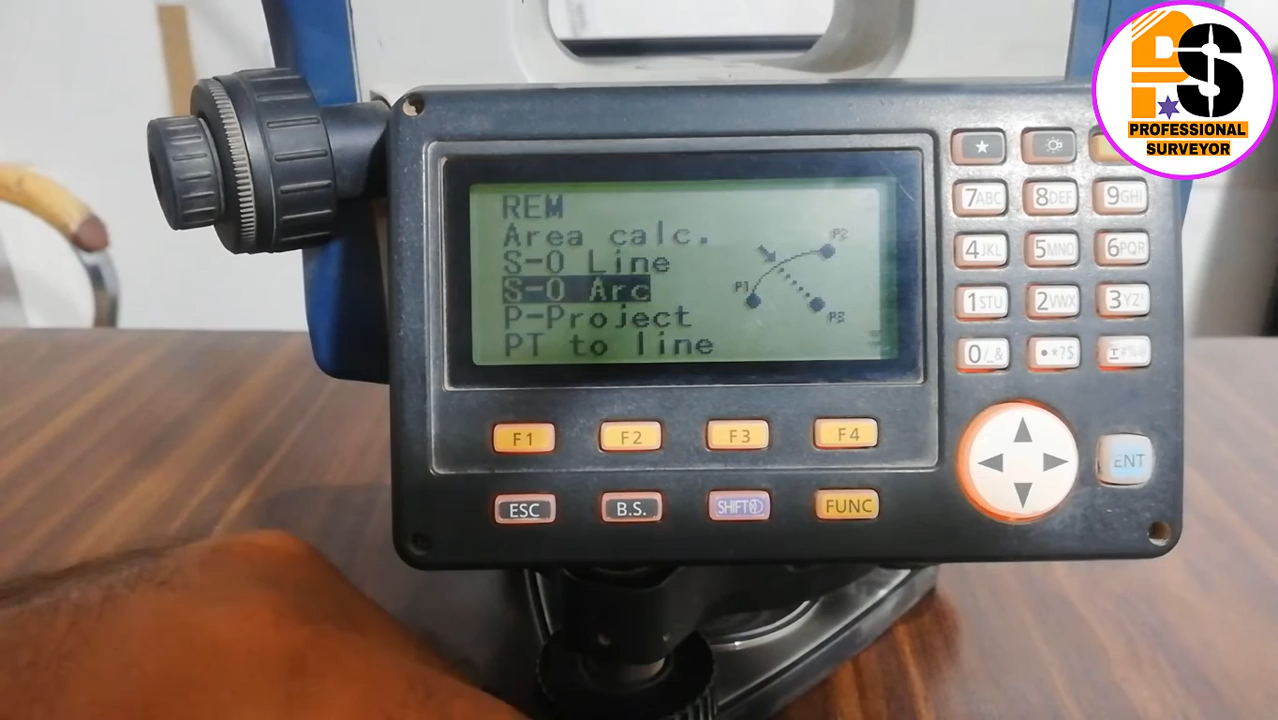 PS
PROFESSIONAL
SURVEYOR
REM
Area calc.
S-O Line
S-O Arc
P-Project
PT to line
P1
P2
P3
★
7ABC
8DEF
9GHI
4JKL
5MNO
6PQR
1STU
2VWX
3YZ!
0/_&
•*?$
F1
F2
F3
F4
ESC
B.S.
SHIFT
FUNC
ENT